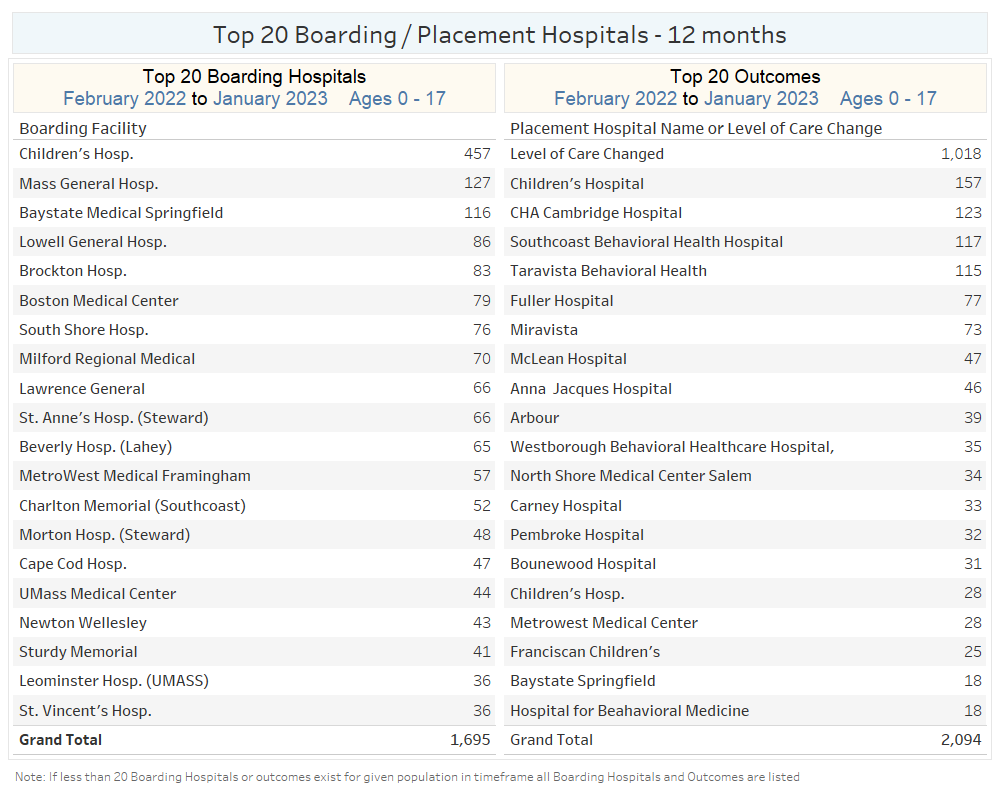 Top 20 Boarding / Placement Hospitals - 12 months
Top 20 Boarding Hospitals
February 2022 to January 2023 Ages 0 - 17
Boarding Facility
Children's Hosp. 457
Mass General Hosp. 127
Baystate Medical Springfield 116
Lowell General Hosp. 86
Brockton Hosp. 83
Boston Medical Center 79
South Shore Hosp. 76
Milford Regional Medical 70
Lawrence General 66
St. Anne's Hosp. (Steward) 66
Beverly Hosp. (Lahey) 65
MetroWest Medical Framingham 57
Charlton Memorial (Southcoast) 52
Morton Hosp. (Steward) 48
Cape Cod Hosp. 47
UMass Medical Center 44
Newton Wellesley 43
Sturdy Memorial 41
Leominster Hosp. (UMASS) 36
St. Vincent's Hosp. 36
Grand Total 1,695
Top 20 Outcomes
February 2022 to January 2023 Ages 0 - 17
Placement Hospital Name or Level of Care Change
Level of Care Changed 1,018
Children's Hospital 157
CHA Cambridge Hospital 123
Southcoast Behavioral Health Hospital 117
Taravista Behavioral Health 115
Fuller Hospital 77
Miravista 73
McLean Hospital 47
Anna  Jacques Hospital 46
Arbour 39
Westborough Behavioral Healthcare Hospital, 35
North Shore Medical Center Salem 34
Carney Hospital 33
Pembroke Hospital 32
Bounewood Hospital 31
Children's Hosp. 28
Metrowest Medical Center 28
Franciscan Children's 25
Baystate Springfield 18
Hospital for Beahavioral Medicine 18
Grand Total 2,094
Note: If less than 20 Boarding Hospitals or outcomes exist for given population in timeframe all Boarding Hospitals and Outcomes are listed